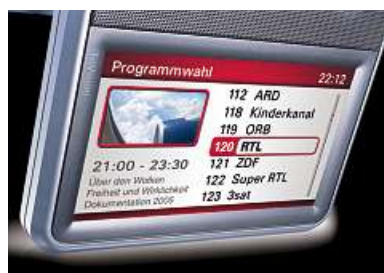 Programmwahl
22:12
112 ARD
118 Kinderkanal
119 ORB
120 RTL
121 ZDF
122 Super RTL
123 3sat
21:00 - 23:30
Über den Wolken
Freiheit und Wirklichkeit
Dokumentation 2005